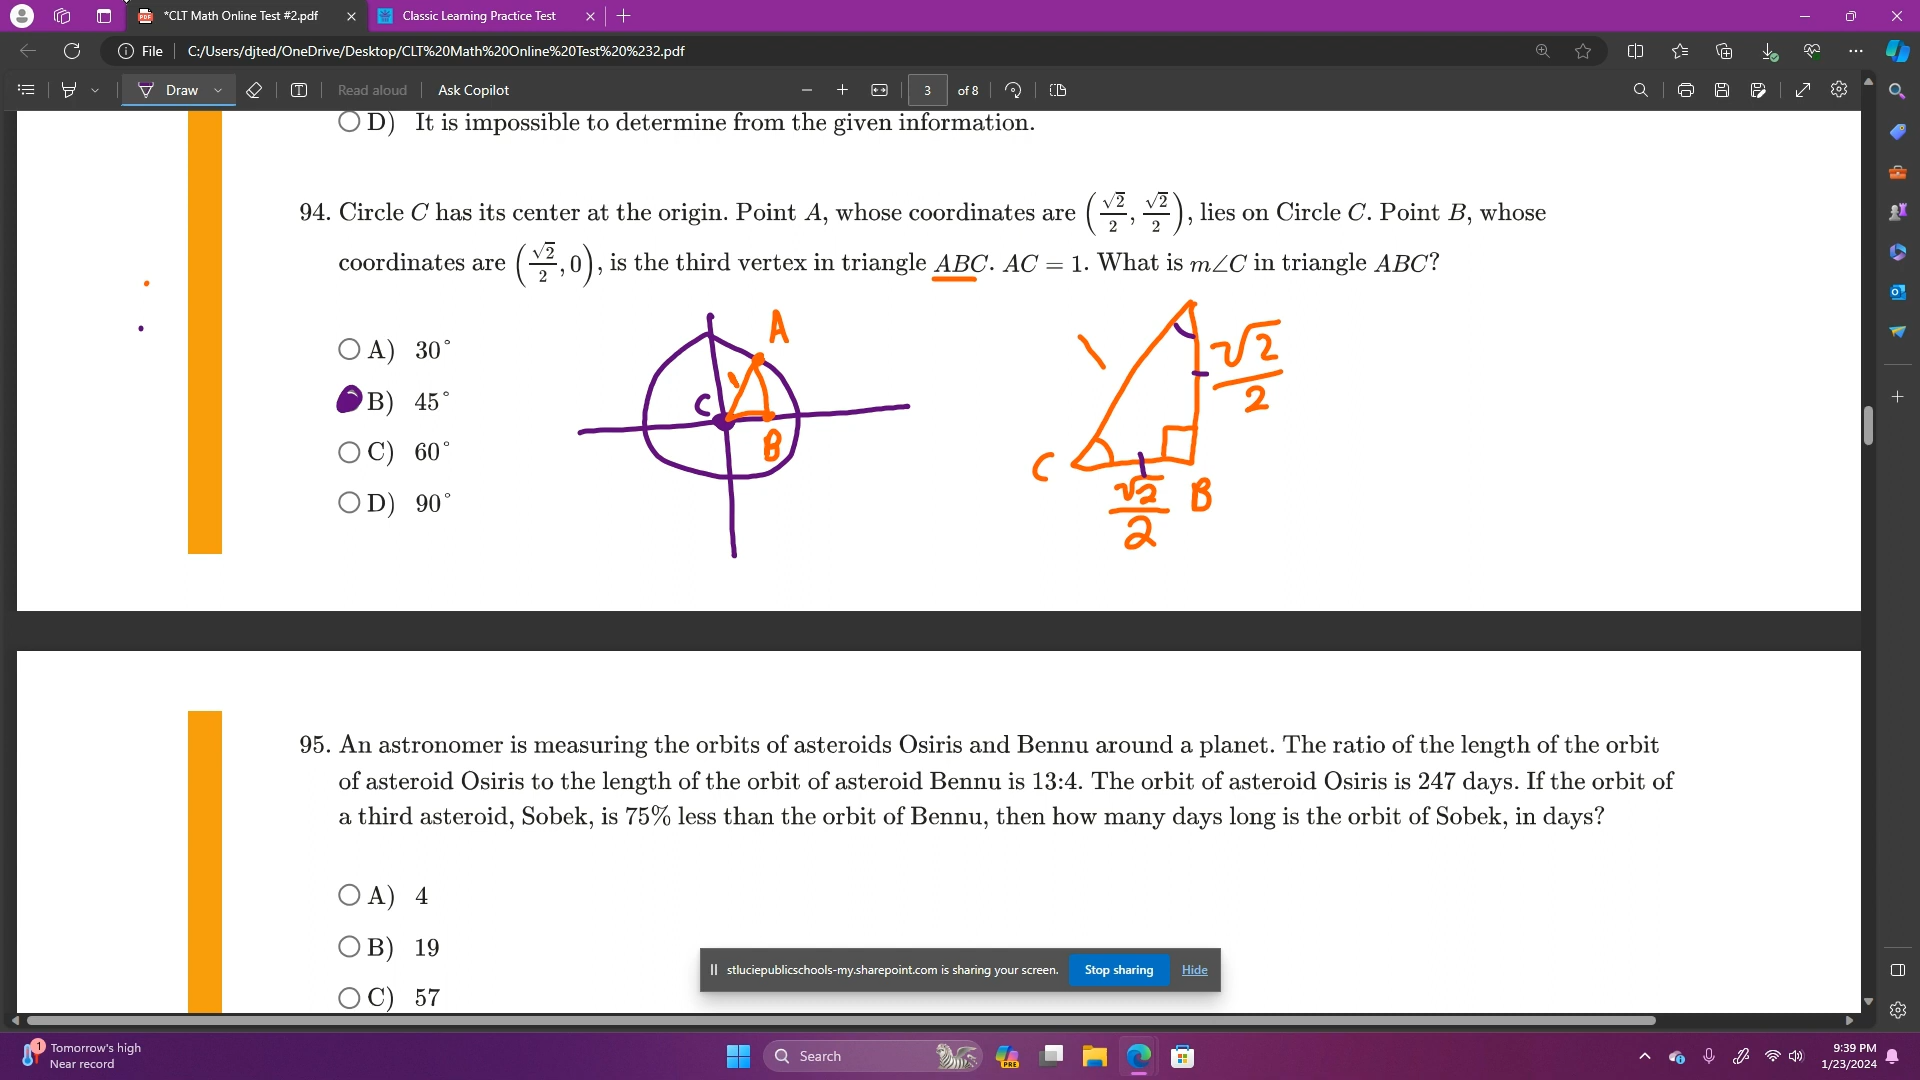 *CLT Math Online Test #2.pdf
Classic Learning Practice Test
File
C:/Users/djted/OneDrive/Desktop/CLT%20Math%20Online%20Test%20%232.pdf
Draw
Read aloud
Ask Copilot
3
of 8
D) It is impossible to determine from the given information.
94. Circle C has its center at the origin. Point A, whose coordinates are (√2/2, √2/2), lies on Circle C. Point B, whose
coordinates are (√2/2, 0), is the third vertex in triangle ABC. AC = 1. What is m∠C in triangle ABC?
A) 30°
B) 45°
C) 60°
D) 90°
A
C
1
B
1
√2/2
C
√2/2
B
95. An astronomer is measuring the orbits of asteroids Osiris and Bennu around a planet. The ratio of the length of the orbit
of asteroid Osiris to the length of the orbit of asteroid Bennu is 13:4. The orbit of asteroid Osiris is 247 days. If the orbit of
a third asteroid, Sobek, is 75% less than the orbit of Bennu, then how many days long is the orbit of Sobek, in days?
A) 4
B) 19
C) 57
stluciepublicschools-my.sharepoint.com is sharing your screen.
Stop sharing
Hide
1
Tomorrow's high
Near record
Search
PRE
9:39 PM
1/23/2024